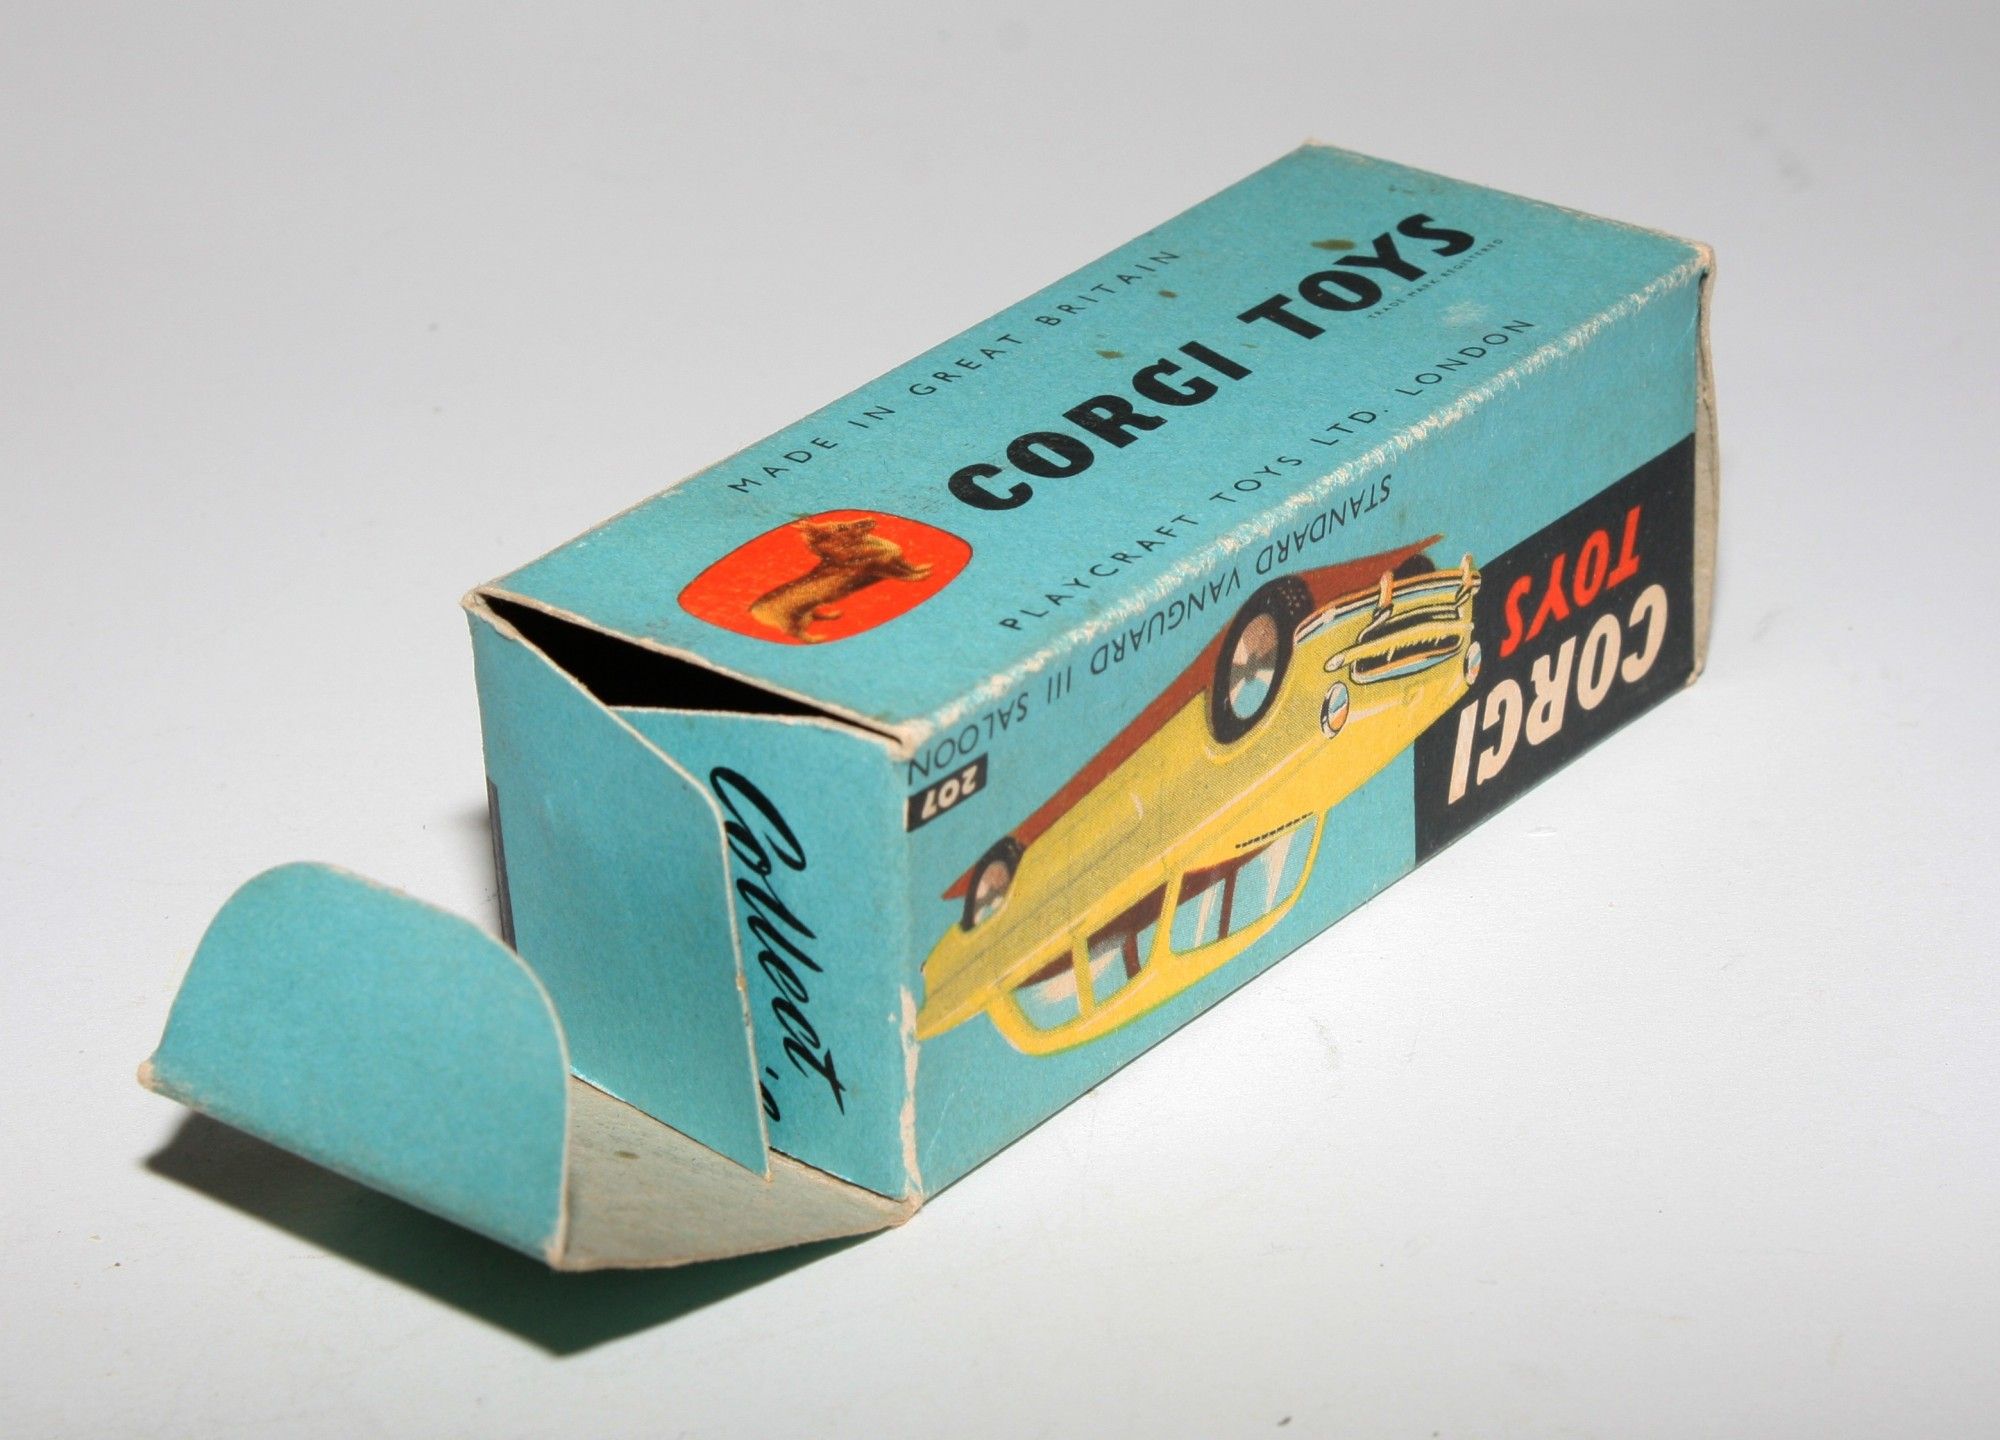 MADE IN GREAT BRITAIN
CORGI TOYS
TRADE MARK REGISTERED
PLAYCRAFT TOYS LTD. LONDON
STANDARD VANGUARD III SALOON
207
CORGI
TOYS
Collect